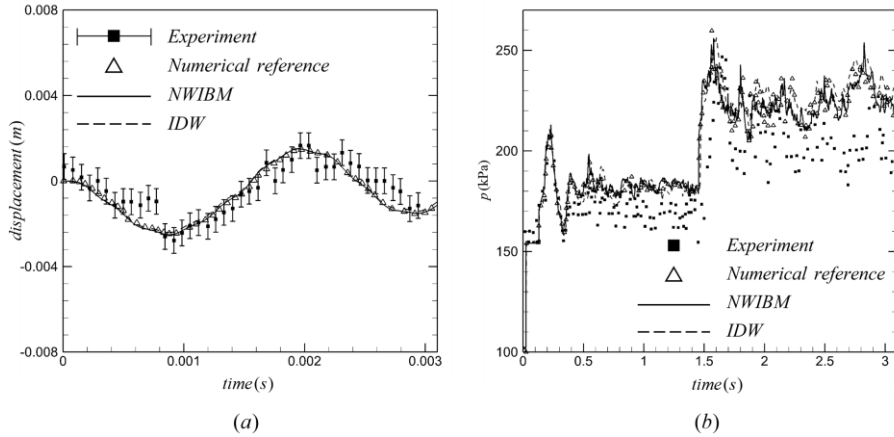 0.008
0.004
0
-0.004
-0.008
displacement (m)
Experiment
Numerical reference
NWIBM
IDW
0 0.001 0.002 0.003
time (s)
(a)
250
200
150
100
p (kPa)
Experiment
Numerical reference
NWIBM
IDW
0 0.5 1 1.5 2 2.5 3
time (s)
(b)